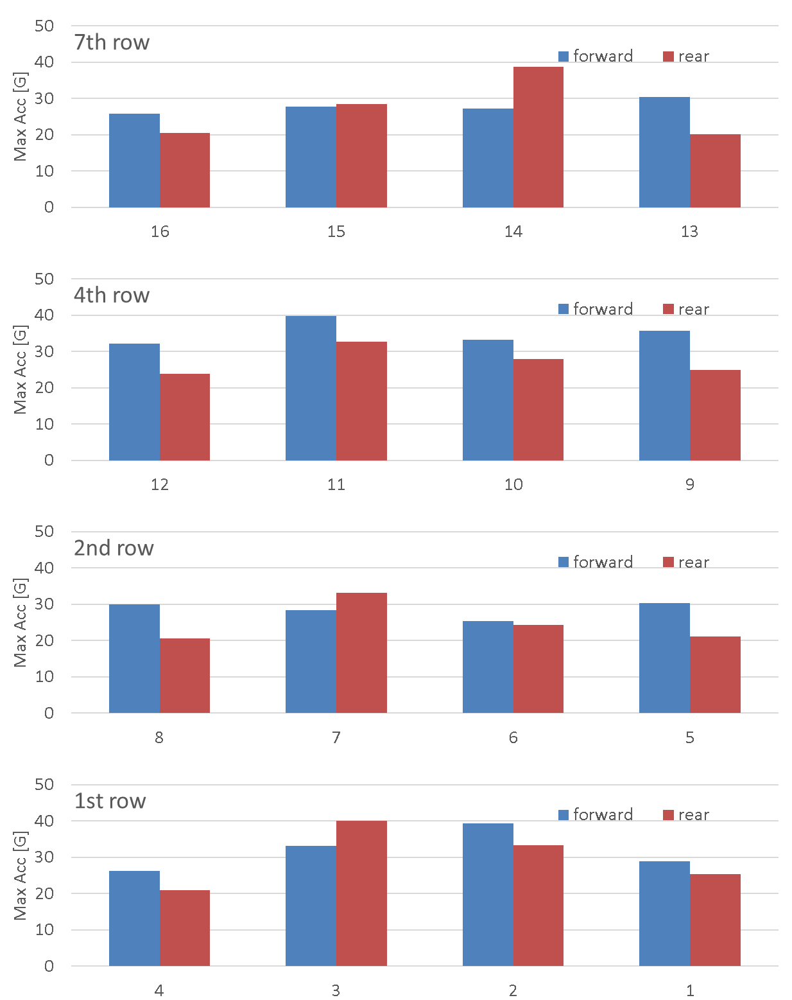 50
7th row
forward rear
40
30
20
10
0
Max Acc [G]
16 15 14 13
50
4th row
forward rear
40
30
20
10
0
Max Acc [G]
12 11 10 9
50
2nd row
forward rear
40
30
20
10
0
Max Acc [G]
8 7 6 5
50
1st row
forward rear
40
30
20
10
0
Max Acc [G]
4 3 2 1